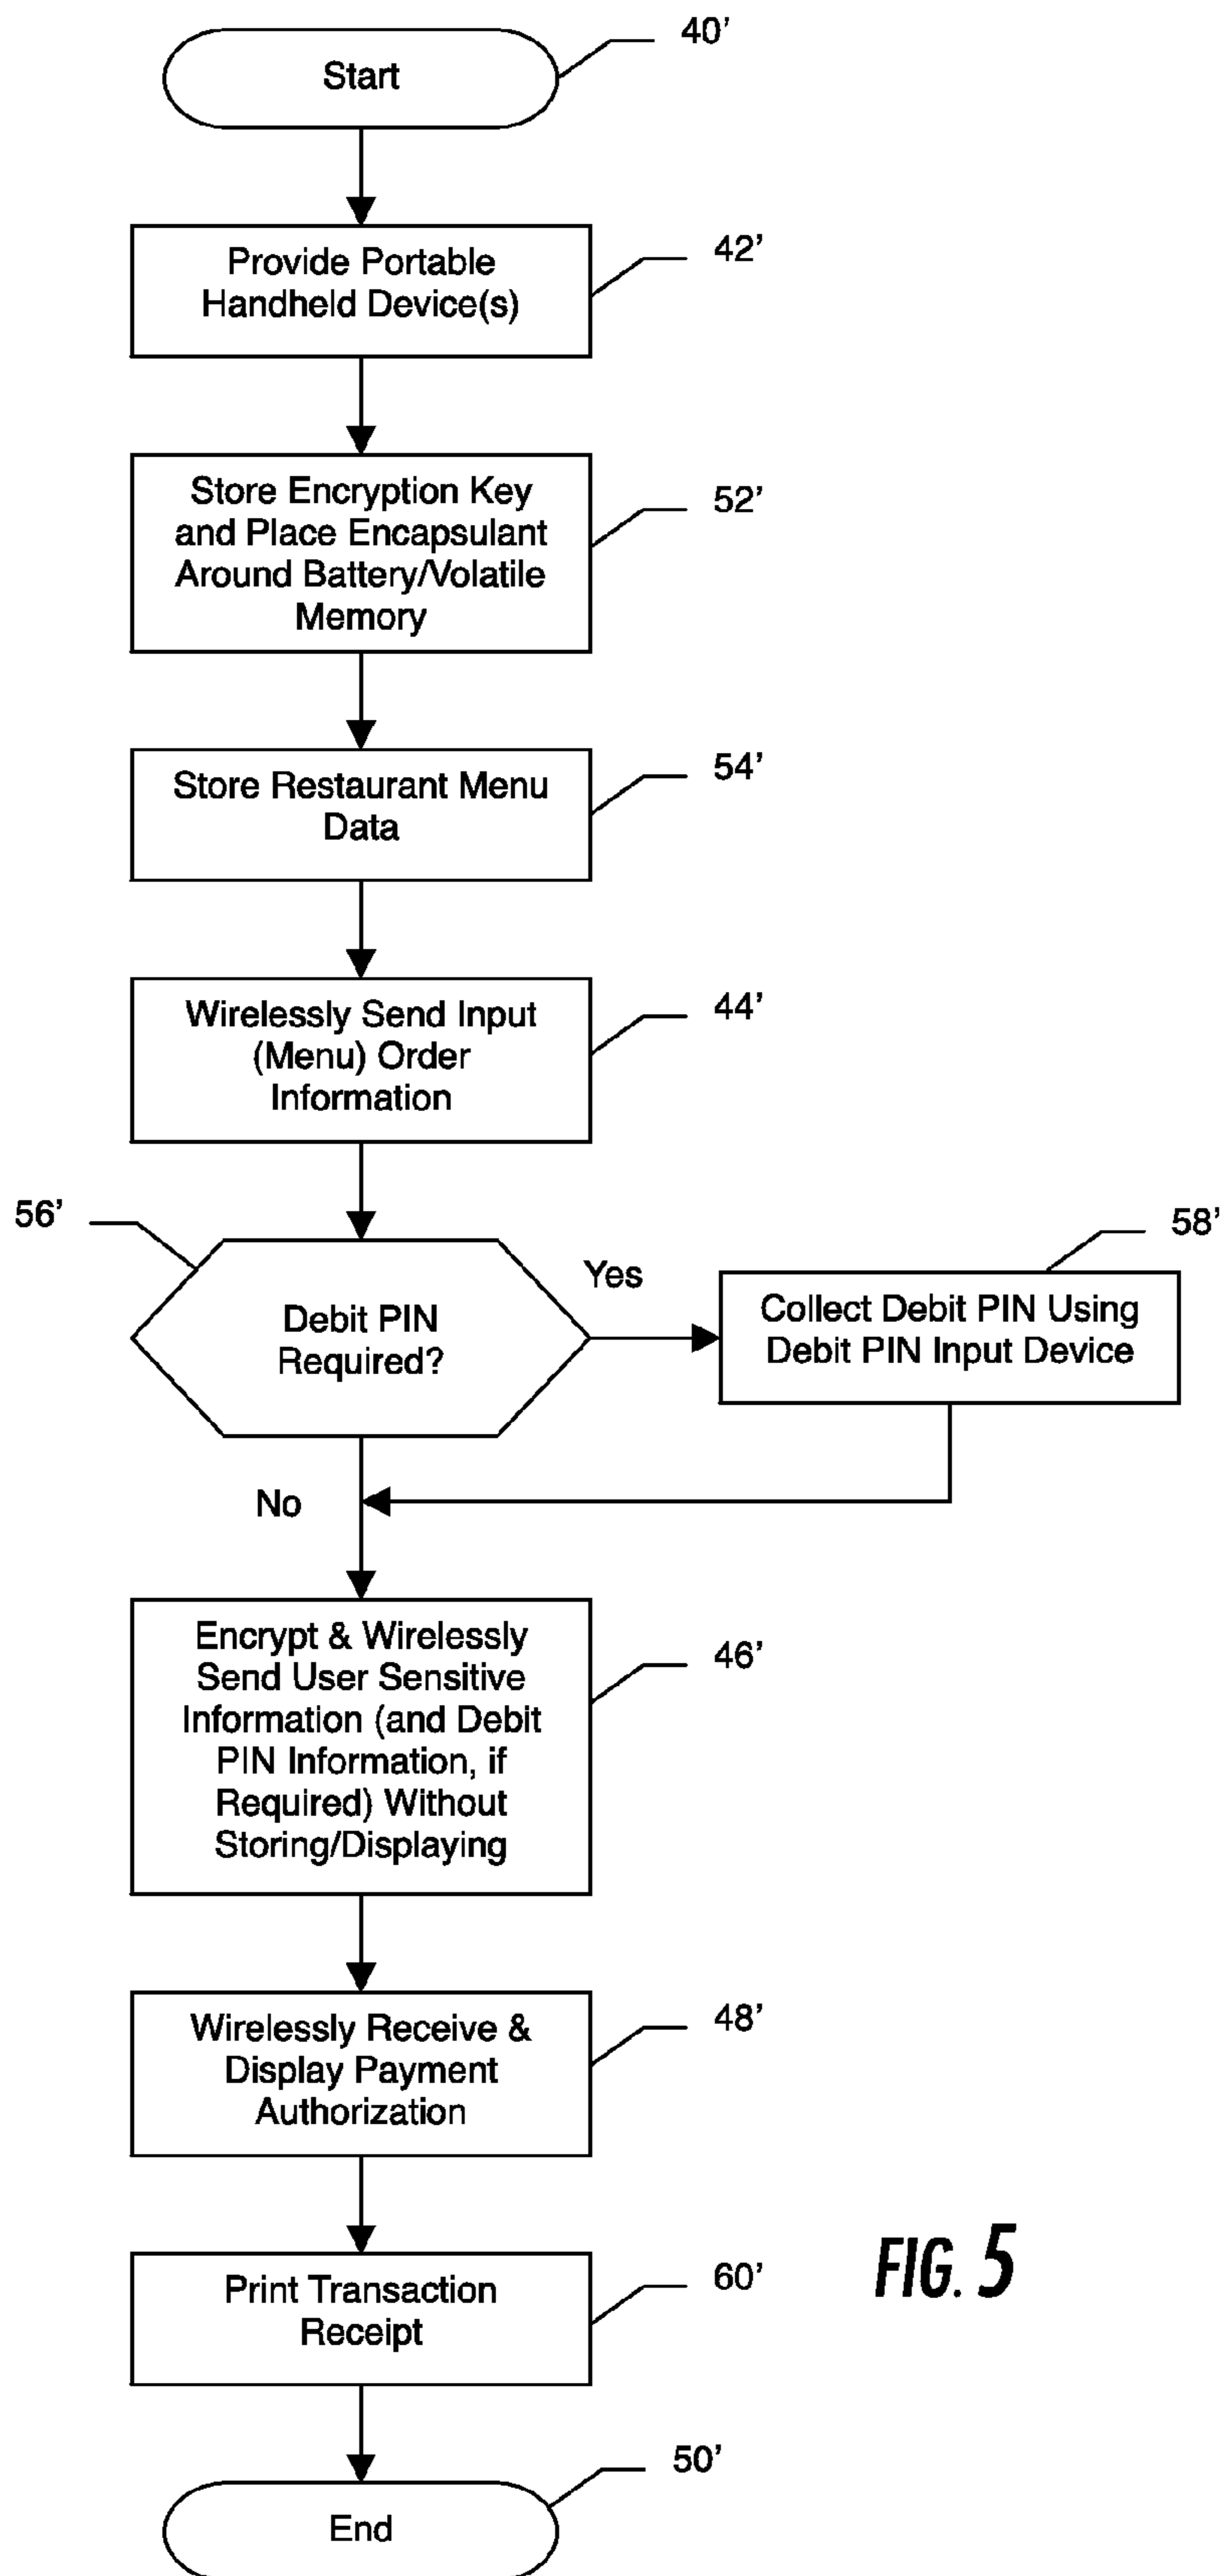 40’
Start
42’
Provide Portable
Handheld Device(s)
52’
Store Encryption Key
and Place Encapsulant
Around Battery/Volatile
Memory
54’
Store Restaurant Menu
Data
44’
Wirelessly Send Input
(Menu) Order
Information
56’
Debit PIN
Required?
Yes
58’
Collect Debit PIN Using
Debit PIN Input Device
No
46’
Encrypt & Wirelessly
Send User Sensitive
Information (and Debit
PIN Information, if
Required) Without
Storing/Displaying
48’
Wirelessly Receive &
Display Payment
Authorization
60’
Print Transaction
Receipt
FIG. 5
50’
End